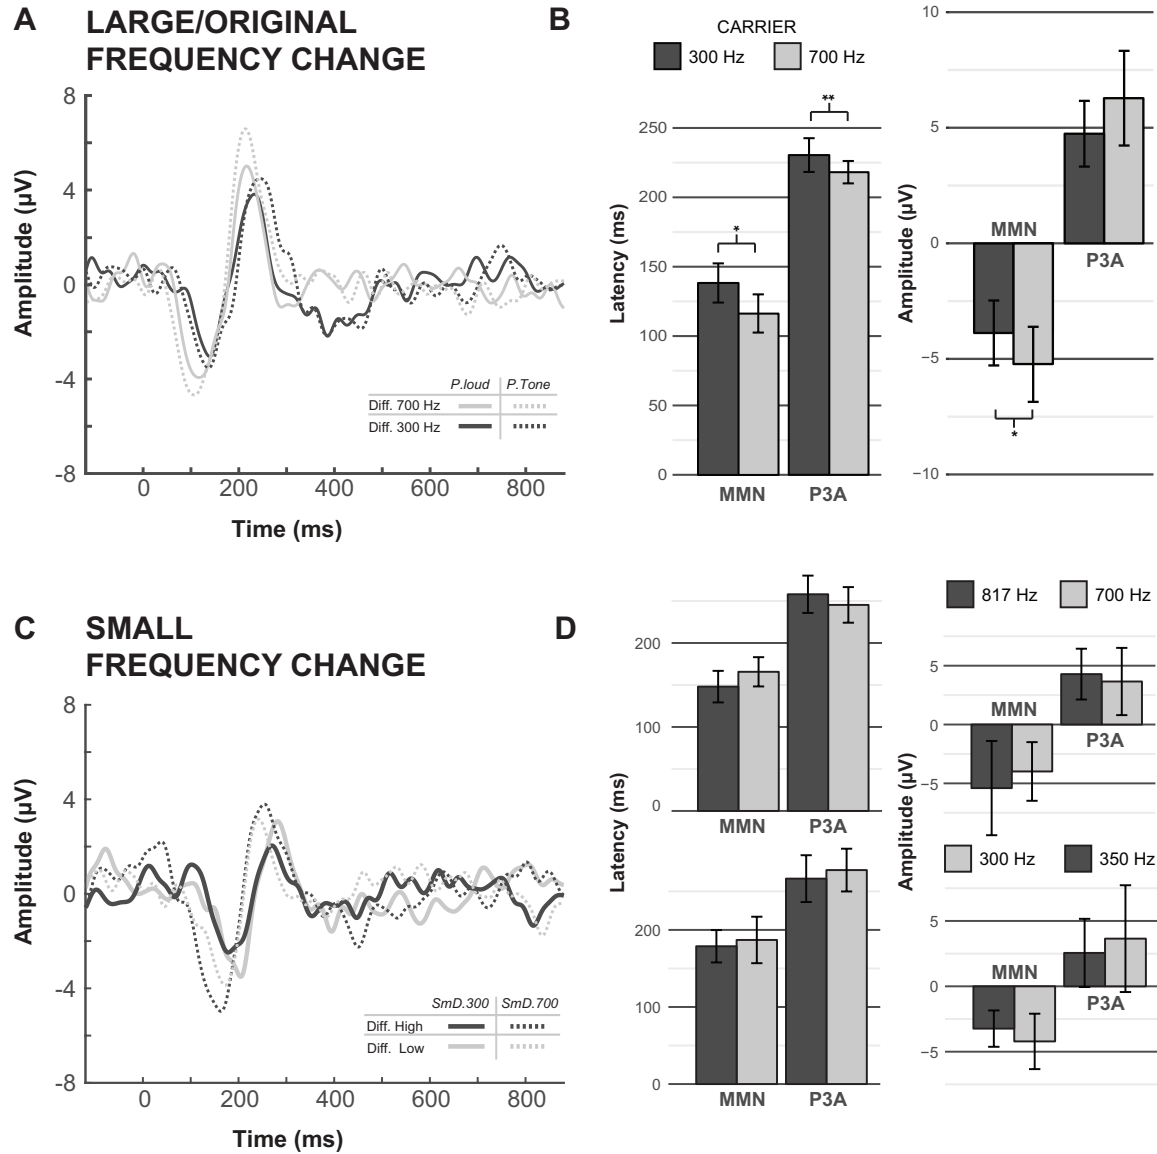 A
LARGE/ORIGINAL
FREQUENCY CHANGE
8
4
0
-4
-8
Amplitude (µV)
P.loud P.Tone
Diff. 700 Hz
Diff. 300 Hz
0 200 400 600 800
Time (ms)
B
CARRIER
300 Hz 700 Hz
250
200
150
100
50
0
Latency (ms)
*
**
MMN P3A
10
5
0
−5
−10
Amplitude (µV)
MMN
P3A
*
C
SMALL
FREQUENCY CHANGE
8
4
0
-4
-8
Amplitude (µV)
SmD.300 SmD.700
Diff. High
Diff. Low
0 200 400 600 800
Time (ms)
D
200
100
0
MMN P3A
Latency (ms)
200
100
0
MMN P3A
817 Hz 700 Hz
5
0
−5
MMN
P3A
Amplitude (µV)
300 Hz 350 Hz
5
0
−5
MMN
P3A